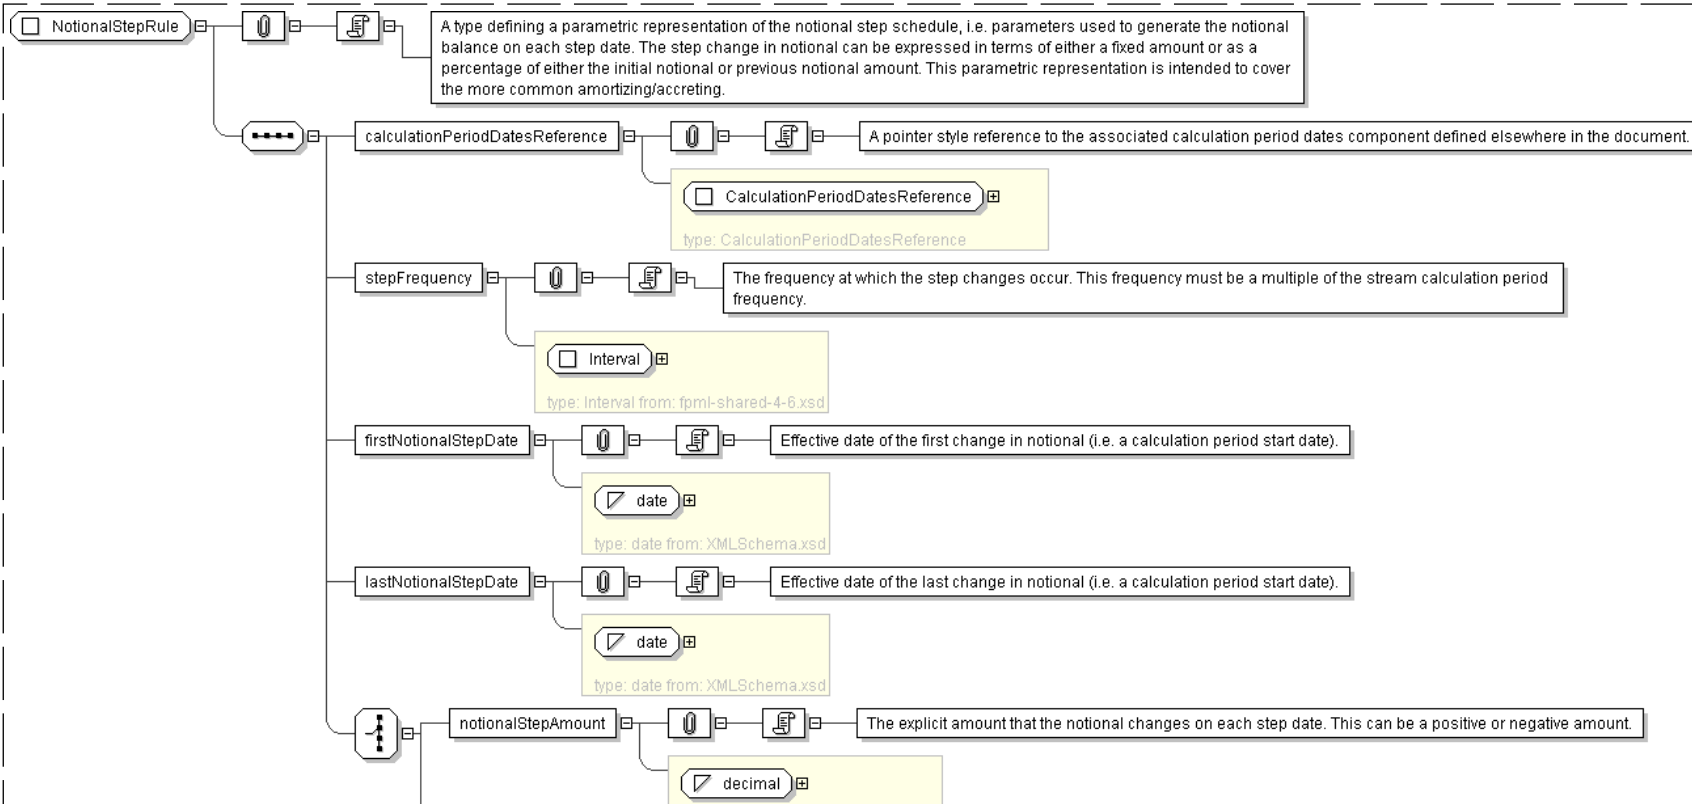 NotionalStepRule
A type defining a parametric representation of the notional step schedule, i.e. parameters used to generate the notional
balance on each step date. The step change in notional can be expressed in terms of either a fixed amount or as a
percentage of either the initial notional or previous notional amount. This parametric representation is intended to cover
the more common amortizing/accreting.
calculationPeriodDatesReference
A pointer style reference to the associated calculation period dates component defined elsewhere in the document.
CalculationPeriodDatesReference
type: CalculationPeriodDatesReference
stepFrequency
The frequency at which the step changes occur. This frequency must be a multiple of the stream calculation period
frequency.
Interval
type: Interval from: fpml-shared-4-6.xsd
firstNotionalStepDate
Effective date of the first change in notional (i.e. a calculation period start date).
date
type: date from: XMLSchema.xsd
lastNotionalStepDate
Effective date of the last change in notional (i.e. a calculation period start date).
date
type: date from: XMLSchema.xsd
notionalStepAmount
The explicit amount that the notional changes on each step date. This can be a positive or negative amount.
decimal